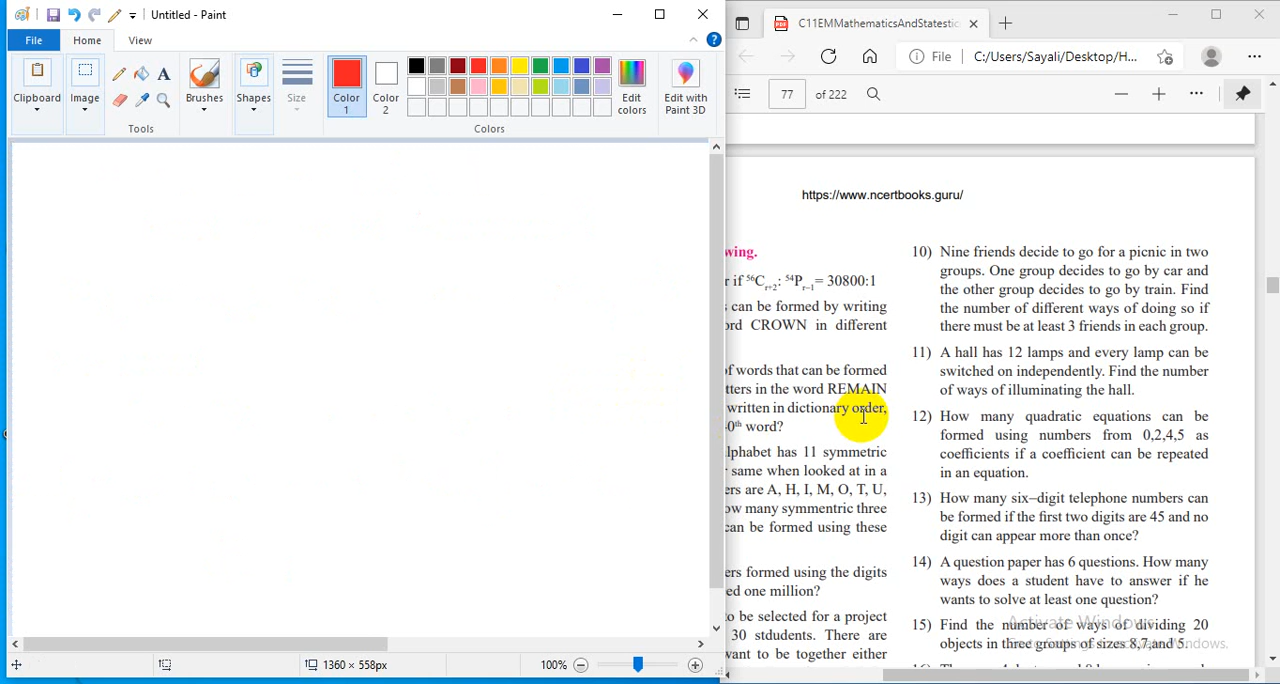 Untitled - Paint
File Home View
Clipboard
Image
Tools
Brushes
Shapes
Size
Color 1
Color 2
Edit colors
Edit with Paint 3D
Colors
1360 × 558px
100%
C11EMMathematicsAndStatestic
File C:/Users/Sayali/Desktop/H...
77 of 222
https://www.ncertbooks.guru/
wing.
r if ⁵⁶Cᵣ₊₂: ⁵⁴Pᵣ₋₁= 30800:1
can be formed by writing
ord CROWN in different
of words that can be formed
tters in the word REMAIN
written in dictionary order,
0th word?
lphabet has 11 symmetric
same when looked at in a
ers are A, H, I, M, O, T, U,
ow many symmentric three
can be formed using these
ers formed using the digits
ed one million?
o be selected for a project
30 stdudents. There are
want to be together either
10) Nine friends decide to go for a picnic in two
groups. One group decides to go by car and
the other group decides to go by train. Find
the number of different ways of doing so if
there must be at least 3 friends in each group.
11) A hall has 12 lamps and every lamp can be
switched on independently. Find the number
of ways of illuminating the hall.
12) How many quadratic equations can be
formed using numbers from 0,2,4,5 as
coefficients if a coefficient can be repeated
in an equation.
13) How many six–digit telephone numbers can
be formed if the first two digits are 45 and no
digit can appear more than once?
14) A question paper has 6 questions. How many
ways does a student have to answer if he
wants to solve at least one question?
Activate Windows
15) Find the number of ways of dividing 20
objects in three groups of sizes 8,7,and 5.